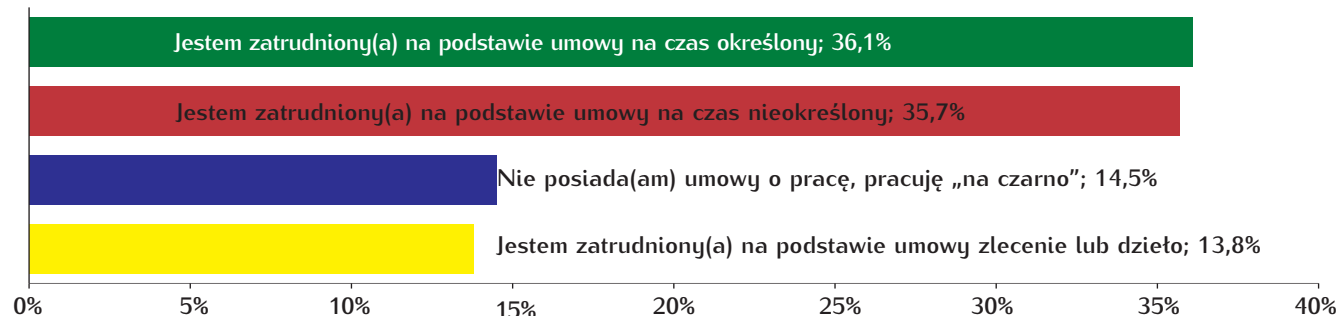 Jestem zatrudniony(a) na podstawie umowy na czas określony; 36,1%
Jestem zatrudniony(a) na podstawie umowy na czas nieokreślony; 35,7%
Nie posiada(am) umowy o pracę, pracuję „na czarno”; 14,5%
Jestem zatrudniony(a) na podstawie umowy zlecenie lub dzieło; 13,8%
0% 5% 10% 15% 20% 25% 30% 35% 40%